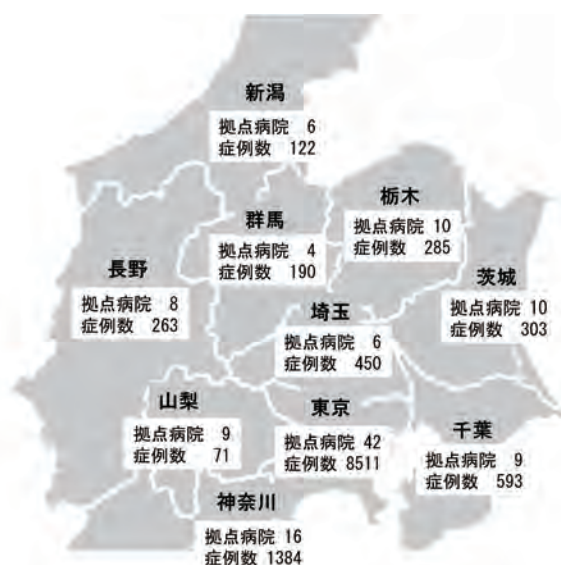 新潟
拠点病院 6
症例数 122
栃木
拠点病院 10
症例数 285
群馬
拠点病院 4
症例数 190
長野
拠点病院 8
症例数 263
茨城
拠点病院 10
症例数 303
埼玉
拠点病院 6
症例数 450
山梨
拠点病院 9
症例数 71
東京
拠点病院 42
症例数 8511
千葉
拠点病院 9
症例数 593
神奈川
拠点病院 16
症例数 1384